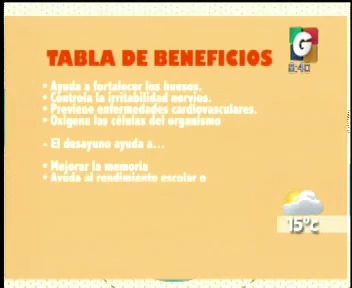 TABLA DE BENEFICIOS
G
8:40
• Ayuda a fortalecer los huesos.
• Controla la irritabilidad nervios.
• Previene enfermedades cardiovasculares.
• Oxigena las células del organismo
- El desayuno ayuda a...
• Mejorar la memoria
• Ayuda al rendimiento escolar o
15°C